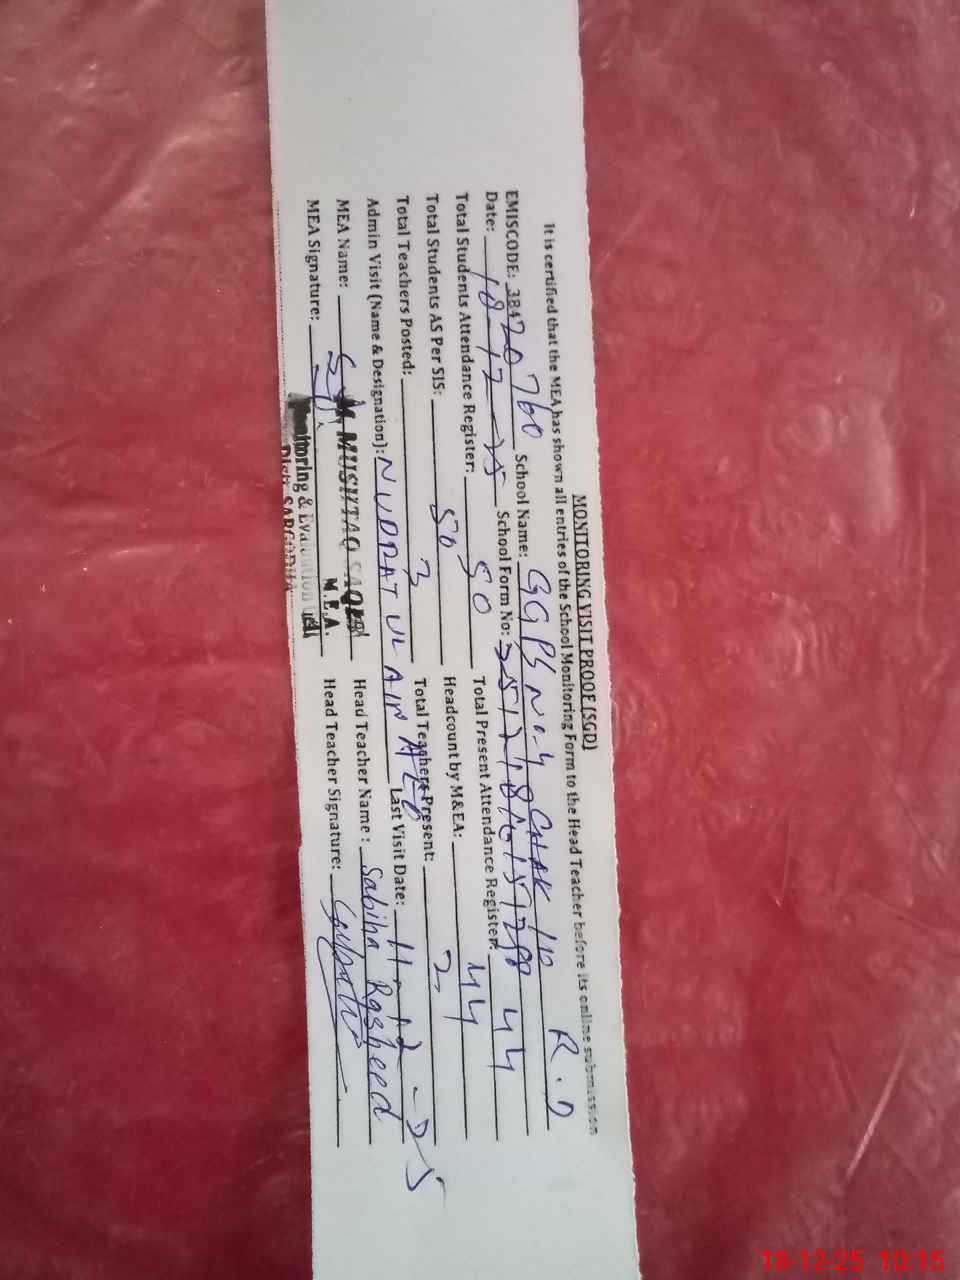 MONITORING VISIT PROOF (SGD)
It is certified that the MEA has shown all entries of the School Monitoring Form to the Head Teacher before its online submission
EMISCODE: 38420760 School Name: GGPS No.4 CHAK 110 R.D
Date: 18-12-25 School Form No:
Total Students Attendance Register: 50 Total Present Attendance Register: 44
Total Students AS Per SIS: 50 Headcount by M&EA: 44
Total Teachers Posted: 3 Total Teachers Present: 2
Admin Visit (Name & Designation): NUDRAT UL AIN AEO Last Visit Date: 11-12-25
MEA Name: M MUSHTAQ Head Teacher Name: Sabiha Rasheed
M.E.A.
MEA Signature: Head Teacher Signature:
Monitoring & Evaluation
Distt. SARGODHA
18-12-25 10:15